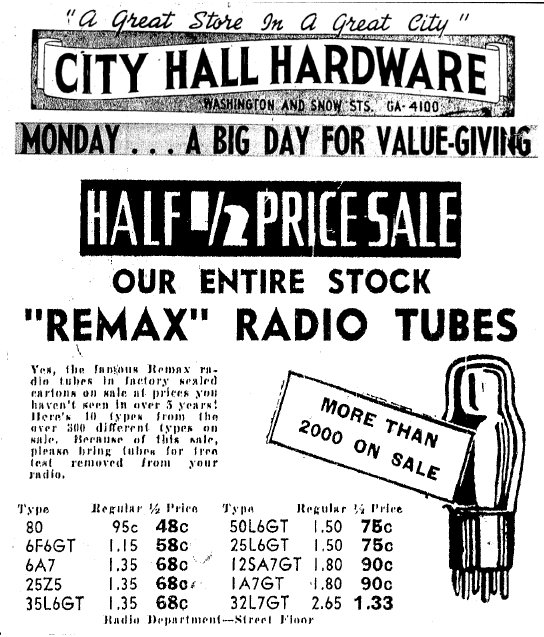 "A Great Store In A Great City"
CITY HALL HARDWARE
WASHINGTON AND SNOW STS. GA-4100
MONDAY . . . A BIG DAY FOR VALUE-GIVING
HALF 1/2 PRICE SALE
OUR ENTIRE STOCK
"REMAX" RADIO TUBES
Yes, the famous Remax ra-
dio tubes in factory sealed
cartons on sale at prices you
haven't seen in over 5 years!
Here's 10 types from the
over 300 different types on
sale. Because of this sale,
please bring tubes for free
test removed from your
radio.
MORE THAN
2000 ON SALE
Type Regular ½ Price Type Regular ½ Price
80 95c 48c 50L6GT 1.50 75c
6F6GT 1.15 58c 25L6GT 1.50 75c
6A7 1.35 68c 12SA7GT 1.80 90c
25Z5 1.35 68c 1A7GT 1.80 90c
35L6GT 1.35 68c 32L7GT 2.65 1.33
Radio Department—Street Floor